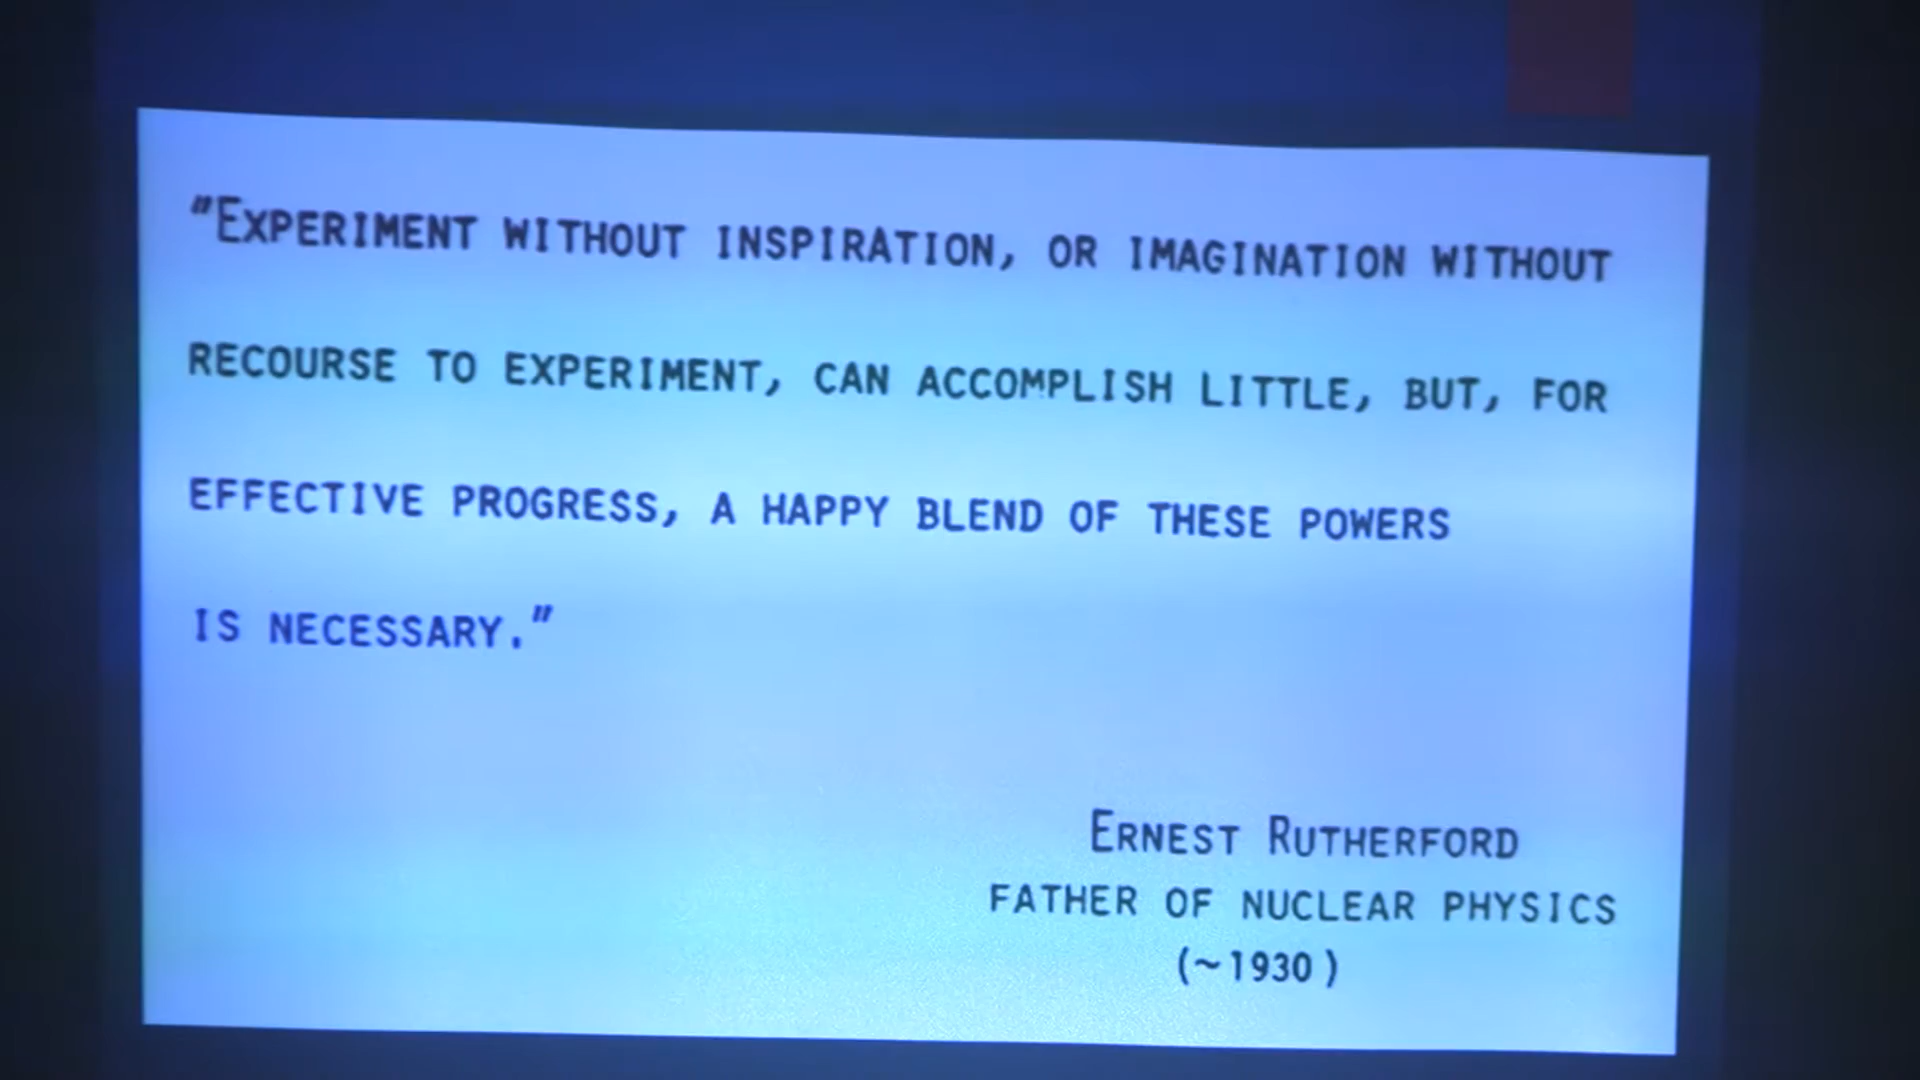 "EXPERIMENT WITHOUT INSPIRATION, OR IMAGINATION WITHOUT
RECOURSE TO EXPERIMENT, CAN ACCOMPLISH LITTLE, BUT, FOR
EFFECTIVE PROGRESS, A HAPPY BLEND OF THESE POWERS
IS NECESSARY."
ERNEST RUTHERFORD
FATHER OF NUCLEAR PHYSICS
(~1930)